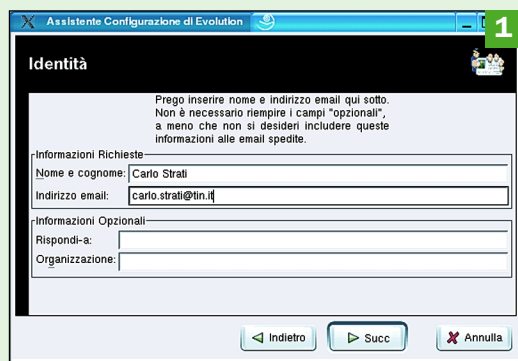 Assistente Configurazione di Evolution
1
Identità
Prego inserire nome e indirizzo email qui sotto.
Non è necessario riempire i campi "opzionali",
a meno che non si desideri includere queste
informazioni alle email spedite.
Informazioni Richieste
Nome e cognome: Carlo Strati
Indirizzo email: carlo.strati@tin.it
Informazioni Opzionali
Rispondi-a:
Organizzazione:
Indietro Succ Annulla